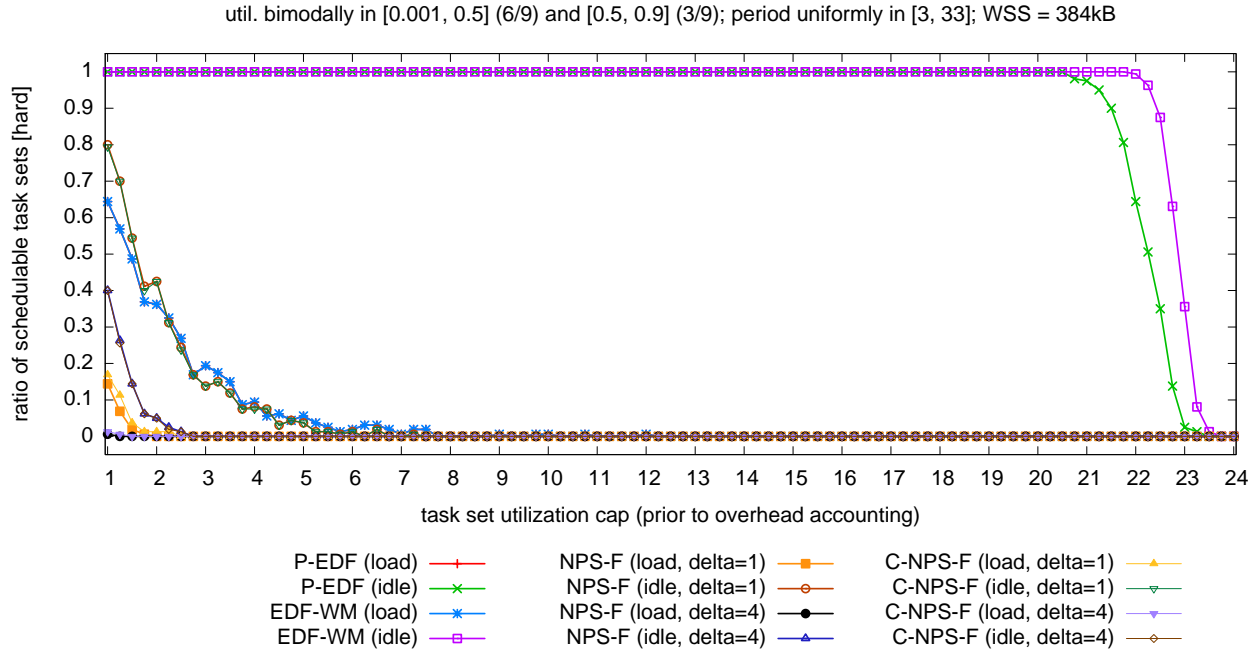 util. bimodally in [0.001, 0.5] (6/9) and [0.5, 0.9] (3/9); period uniformly in [3, 33]; WSS = 384kB
ratio of schedulable task sets [hard]
1
0.9
0.8
0.7
0.6
0.5
0.4
0.3
0.2
0.1
0
1 2 3 4 5 6 7 8 9 10 11 12 13 14 15 16 17 18 19 20 21 22 23 24
task set utilization cap (prior to overhead accounting)
P-EDF (load) NPS-F (load, delta=1) C-NPS-F (load, delta=1)
P-EDF (idle) NPS-F (idle, delta=1) C-NPS-F (idle, delta=1)
EDF-WM (load) NPS-F (load, delta=4) C-NPS-F (load, delta=4)
EDF-WM (idle) NPS-F (idle, delta=4) C-NPS-F (idle, delta=4)